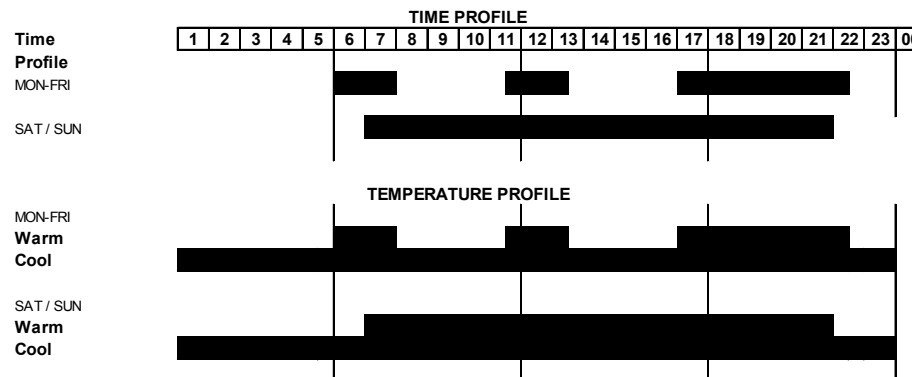 TIME PROFILE
Time 1 2 3 4 5 6 7 8 9 10 11 12 13 14 15 16 17 18 19 20 21 22 23 00
Profile
MON-FRI
SAT / SUN
TEMPERATURE PROFILE
MON-FRI
Warm
Cool
SAT / SUN
Warm
Cool